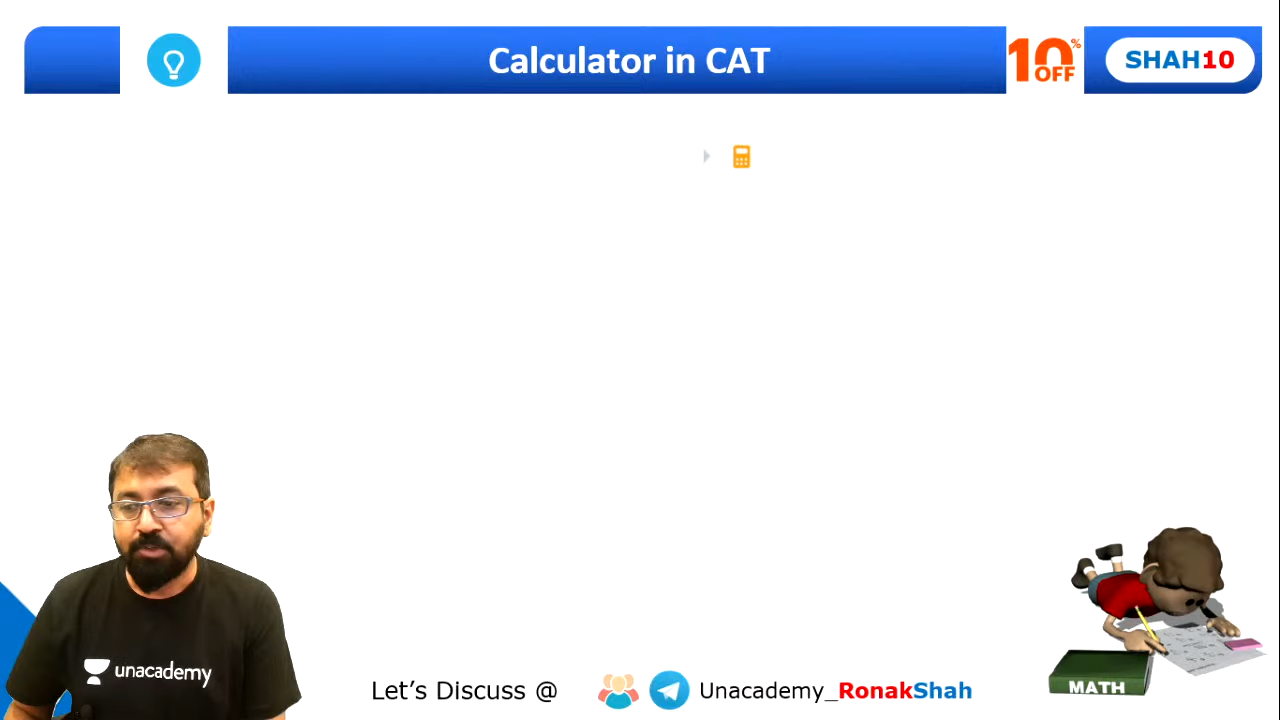 Calculator in CAT
10% OFF
SHAH10
unacademy
MATH
Let's Discuss @ Unacademy_RonakShah